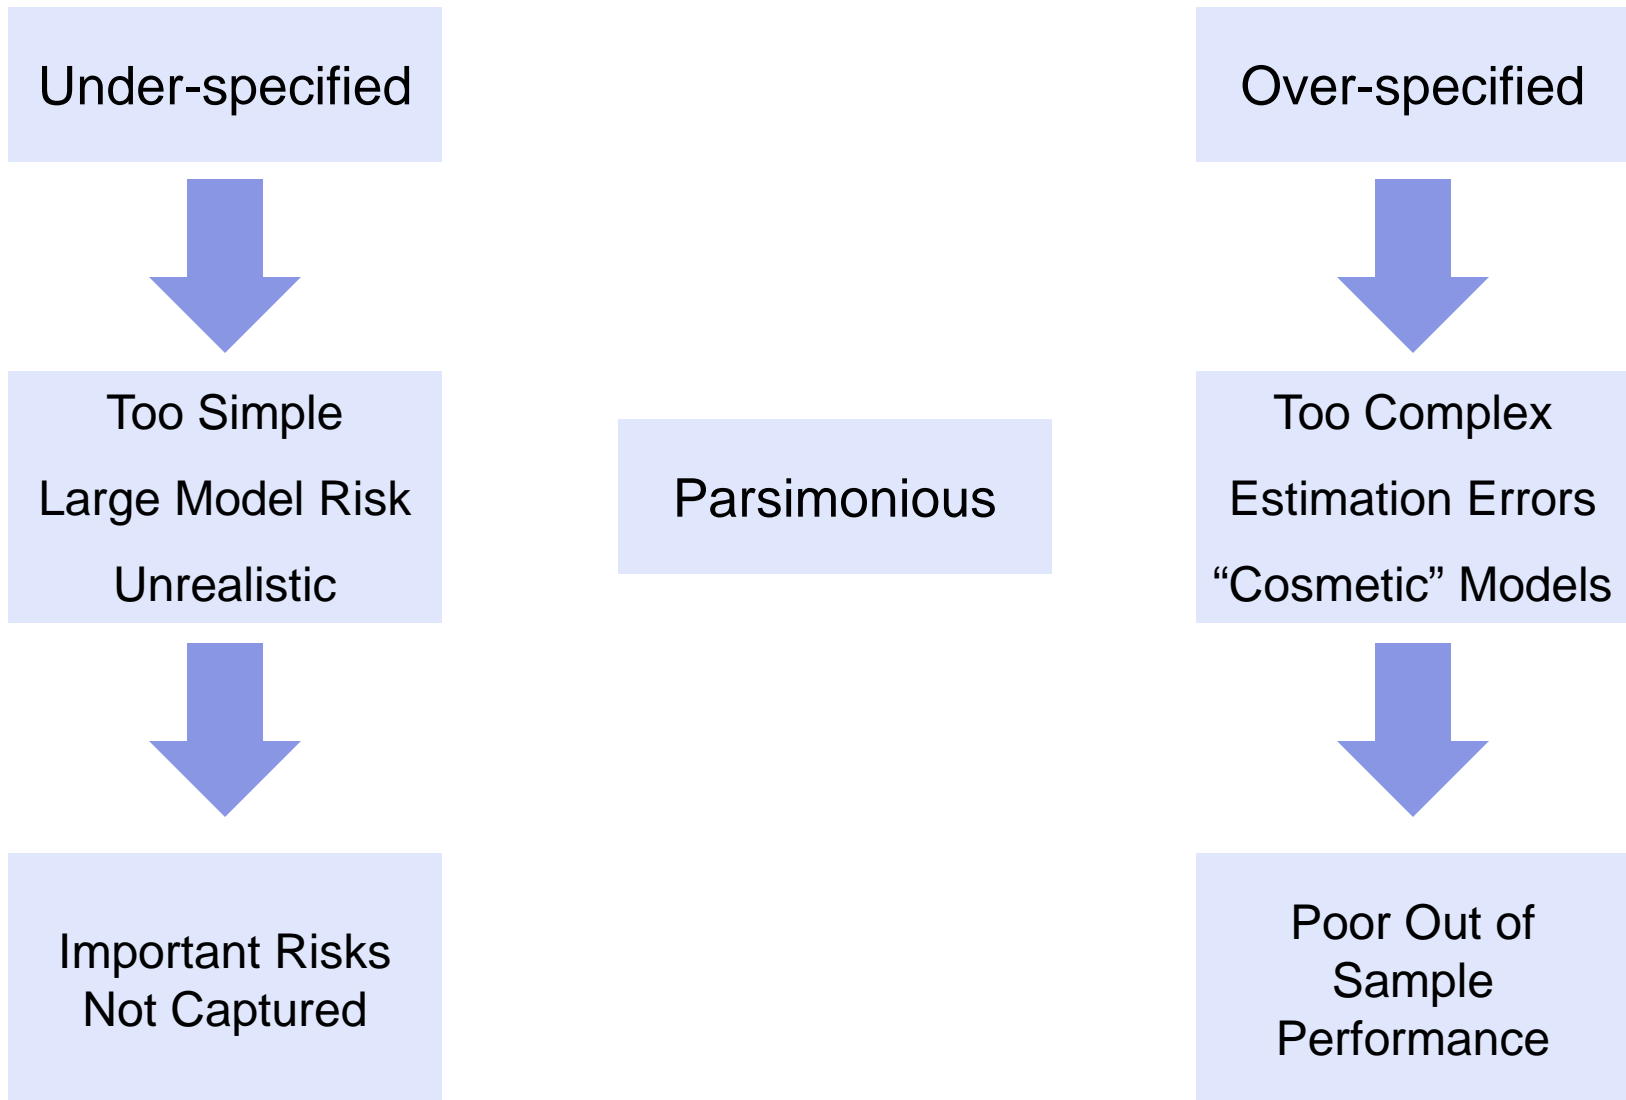 Under-specified
Too Simple
Large Model Risk
Unrealistic
Important Risks
Not Captured
Parsimonious
Over-specified
Too Complex
Estimation Errors
“Cosmetic” Models
Poor Out of
Sample
Performance